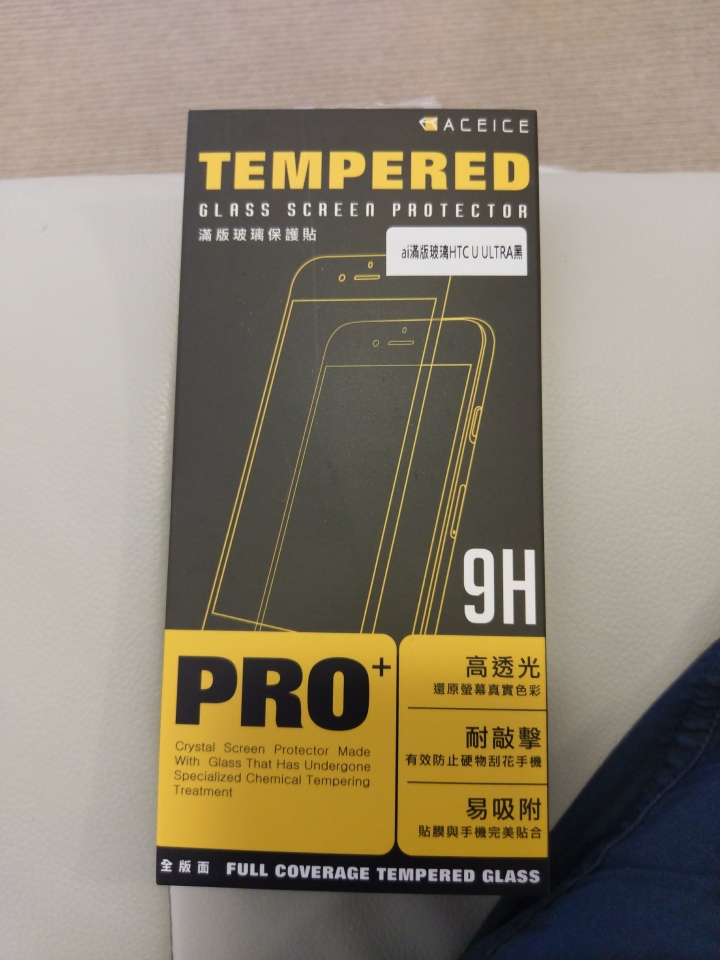 ACEICE
TEMPERED
GLASS SCREEN PROTECTOR
滿版玻璃保護貼
ai滿版玻璃HTC U ULTRA黑
9H
PRO+
Crystal Screen Protector Made
With Glass That Has Undergone
Specialized Chemical Tempering
Treatment
高透光
還原螢幕真實色彩
耐敲擊
有效防止硬物刮花手機
易吸附
貼膜與手機完美貼合
全版面 FULL COVERAGE TEMPERED GLASS